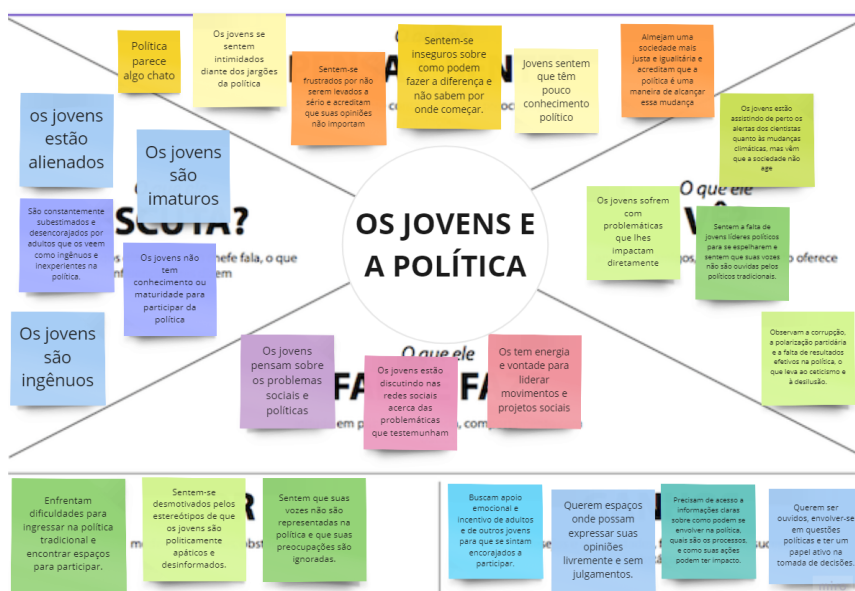 Política
parece
algo chato
Os jovens se
sentem
intimidados
diante dos jargões
da política
Sentem-se
frustrados por não
serem levados a
sério e acreditam
que suas opiniões
não importam
Sentem-se
inseguros sobre
como podem
fazer a diferença e
não sabem por
onde começar.
Jovens sentem
que têm
pouco
conhecimento
político
Almejam uma
sociedade mais
justa e igualitária e
acreditam que a
política é uma
maneira de alcançar
essa mudança
os jovens
estão
alienados
Os jovens
são
imaturos
São constantemente
subestimados e
desencorajados por
adultos que os veem
como ingênuos e
inexperientes na
política.
Os jovens não
tem
conhecimento ou
maturidade para
participar da
política
Os jovens
são
ingênuos
SCUTA?
hefe fala, o que
OS JOVENS E
A POLÍTICA
Os jovens estão
assistindo de perto os
alertas dos cientistas
quanto às mudanças
climáticas, mas vêm
que a sociedade não
age
O que ele
Os jovens sofrem
com
problemáticas
que lhes
impactam
diretamente
Sentem a falta de
jovens líderes políticos
para se espelharem e
sentem que suas vozes
não são ouvidas pelos
políticos tradicionais.
oferece
Observam a corrupção,
a polarização partidária
e a falta de resultados
efetivos na política, o
que leva ao ceticismo e
à desilusão.
O que ele
Os jovens
pensam sobre
os problemas
sociais e
políticas
Os jovens estão
discutindo nas
redes sociais
acerca das
problemáticas
que testemunham
Os tem energia
e vontade para
liderar
movimentos e
projetos sociais
Enfrentam
dificuldades para
ingressar na política
tradicional e
encontrar espaços
para participar.
Sentem-se
desmotivados pelos
estereótipos de que
os jovens são
politicamente
apáticos e
desinformados.
Sentem que suas
vozes não são
representadas na
política e que suas
preocupações são
ignoradas.
Buscam apoio
emocional e
incentivo de adultos
e de outros jovens
para que se sintam
encorajados a
participar.
Querem espaços
onde possam
expressar suas
opiniões
livremente e sem
julgamentos.
Precisam de acesso a
informações claras
sobre como podem se
envolver na política,
quais são os processos,
e como suas ações
podem ter impacto.
Querem ser
ouvidos, envolver-se
em questões
políticas e ter um
papel ativo na
tomada de decisões.
miro